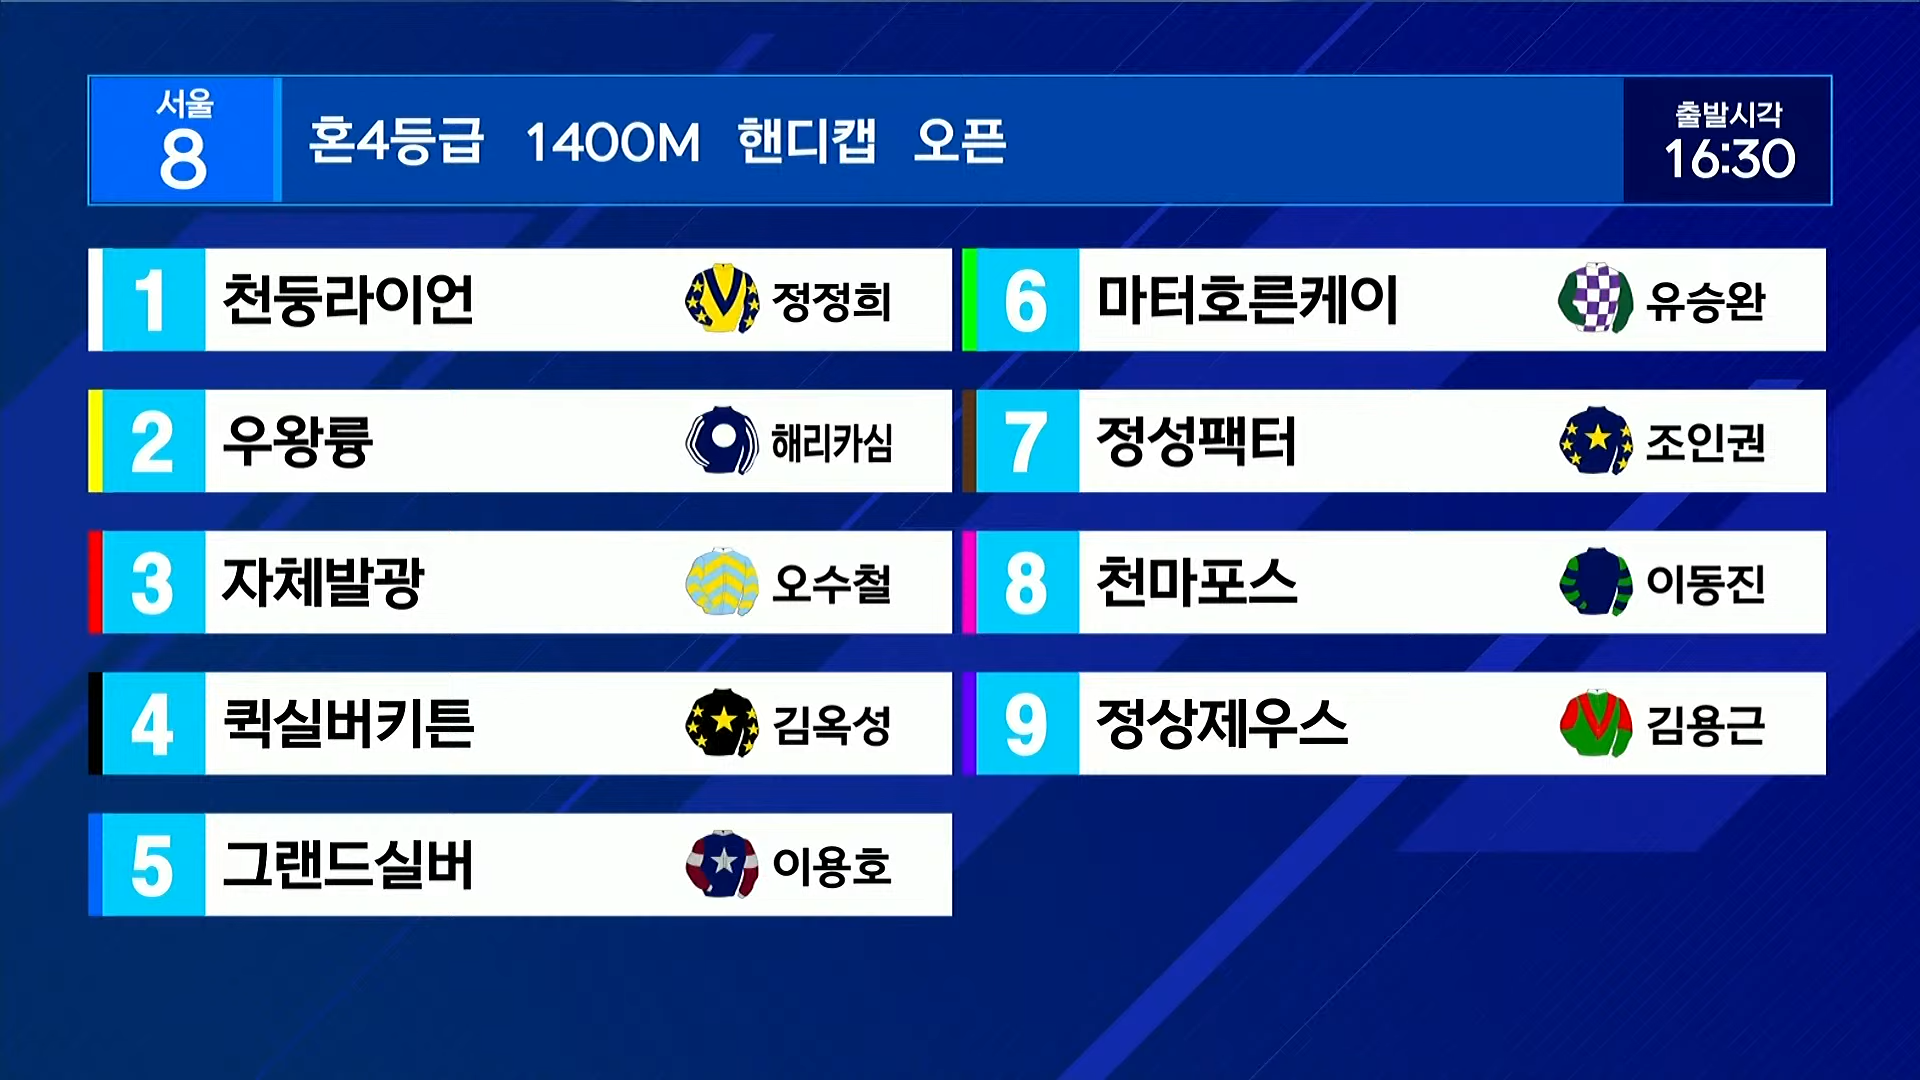 서울
8
혼4등급 1400M 핸디캡 오픈
출발시각
16:30
1 천둥라이언 정정희
2 우왕륭 해리카심
3 자체발광 오수철
4 퀵실버키튼 김옥성
5 그랜드실버 이용호
6 마터호른케이 유승완
7 정성팩터 조인권
8 천마포스 이동진
9 정상제우스 김용근